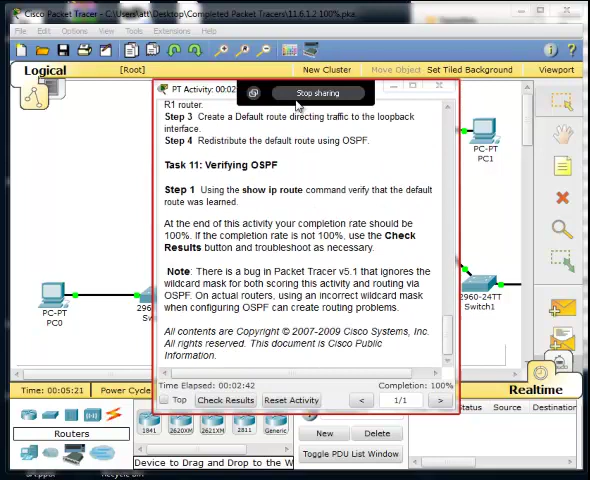 Cisco Packet Tracer - C:\Users\att\Desktop\Completed Packet Tracers\11.6.1.2 100%.pka
File Edit Options View Tools Extensions Help
Logical [Root] New Cluster Move Object Set Tiled Background Viewport
PT Activity: 00:02
Stop sharing
R1 router.
Step 3 Create a Default route directing traffic to the loopback
interface.
Step 4 Redistribute the default route using OSPF.
Task 11: Verifying OSPF
Step 1 Using the show ip route command verify that the default
route was learned.
At the end of this activity your completion rate should be
100%. If the completion rate is not 100%, use the Check
Results button and troubleshoot as necessary.
Note: There is a bug in Packet Tracer v5.1 that ignores the
wildcard mask for both scoring this activity and routing via
OSPF. On actual routers, using an incorrect wildcard mask
when configuring OSPF can create routing problems.
All contents are Copyright © 2007-2009 Cisco Systems, Inc.
All rights reserved. This document is Cisco Public
Information.
Time Elapsed: 00:02:42 Completion: 100%
Top Check Results Reset Activity < 1/1 >
PC-PT
PC1
PC-PT
PC0
2960-24TT
Switch1
Time: 00:05:21 Power Cycle Realtime
Routers
1841 2620XM 2621XM 2811 Generic
Device to Drag and Drop to the W
New Delete
Toggle PDU List Window
Status Source Destination